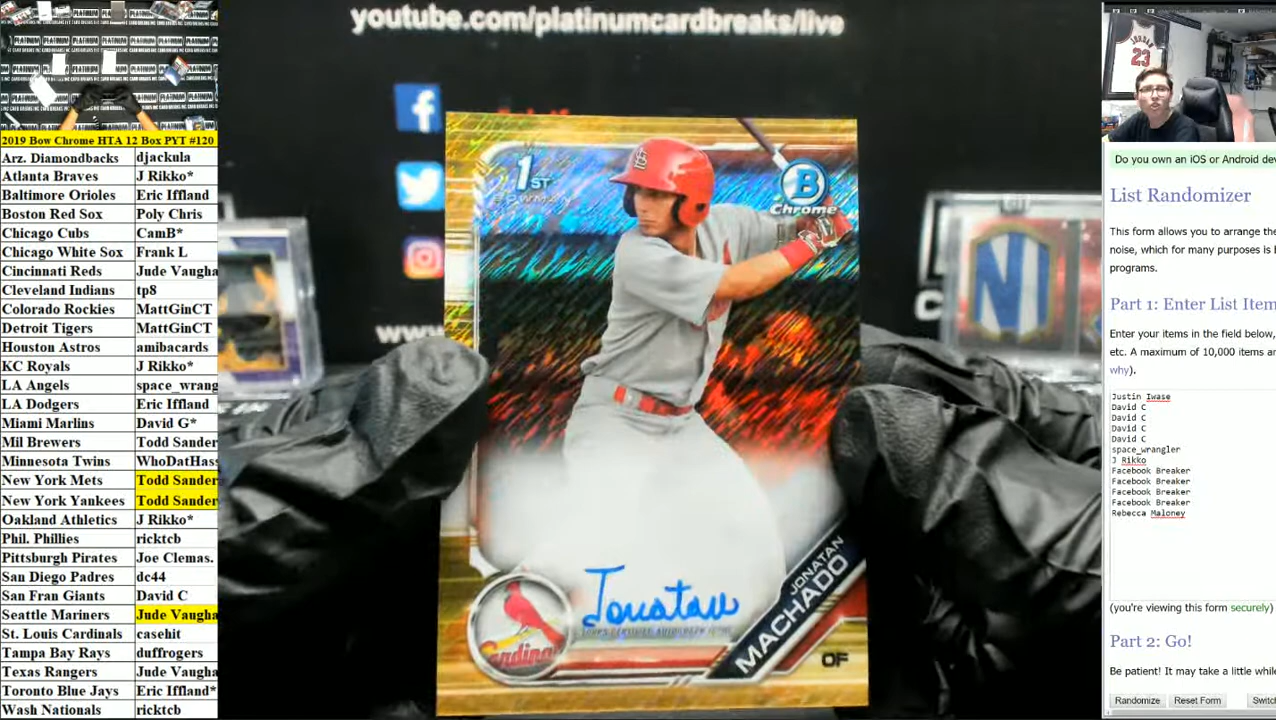 youtube.com/platinumcardbreaks/live
2019 Bow Chrome HTA 12 Box PYT #120
Arz. Diamondbacks djackula
Atlanta Braves J Rikko*
Baltimore Orioles Eric Iffland
Boston Red Sox Poly Chris
Chicago Cubs CamB*
Chicago White Sox Frank L
Cincinnati Reds Jude Vaugha
Cleveland Indians tp8
Colorado Rockies MattGinCT
Detroit Tigers MattGinCT
Houston Astros amibacards
KC Royals J Rikko*
LA Angels space_wrang
LA Dodgers Eric Iffland
Miami Marlins David G*
Mil Brewers Todd Sander
Minnesota Twins WhoDatHas
New York Mets Todd Sander
New York Yankees Todd Sander
Oakland Athletics J Rikko*
Phil. Phillies ricktcb
Pittsburgh Pirates Joe Clemas.
San Diego Padres dc44
San Fran Giants David C
Seattle Mariners Jude Vaugha
St. Louis Cardinals casehit
Tampa Bay Rays duffrogers
Texas Rangers Jude Vaugha
Toronto Blue Jays Eric Iffland*
Wash Nationals ricktcb
1ST
B
Chrome
www
Jonatan
TOPPS CERTIFIED AUTOGRAPH ISSUE
JONATAN
MACHADO
OF
Cardinals
JORDAN
23
Do you own an iOS or Android dev
List Randomizer
This form allows you to arrange the
noise, which for many purposes is
programs.
Part 1: Enter List Item
Enter your items in the field below,
etc. A maximum of 10,000 items a
why).
Justin Iwase
David C
David C
David C
David C
space_wrangler
J Rikko
Facebook Breaker
Facebook Breaker
Facebook Breaker
Facebook Breaker
Rebecca Maloney
(you're viewing this form securely)
Part 2: Go!
Be patient! It may take a little while
Randomize Reset Form Switc